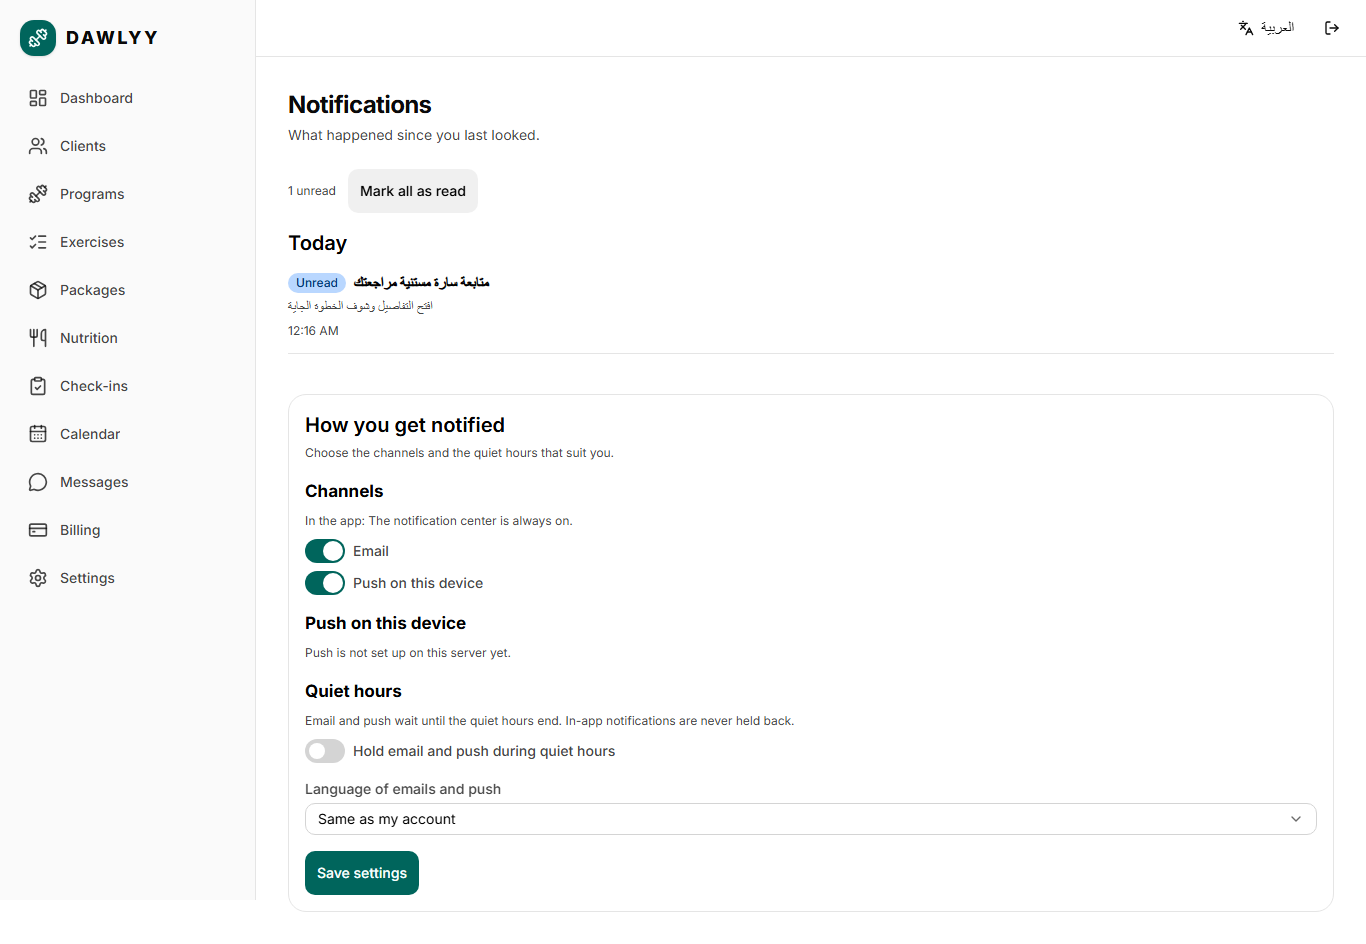 DAWLYY
العربية
Dashboard
Clients
Programs
Exercises
Packages
Nutrition
Check-ins
Calendar
Messages
Billing
Settings
Notifications
What happened since you last looked.
1 unread
Mark all as read
Today
Unread متابعة سارة مستنية مراجعتك
افتح التفاصيل وشوف الخطوة الجاية
12:16 AM
How you get notified
Choose the channels and the quiet hours that suit you.
Channels
In the app: The notification center is always on.
Email
Push on this device
Push on this device
Push is not set up on this server yet.
Quiet hours
Email and push wait until the quiet hours end. In-app notifications are never held back.
Hold email and push during quiet hours
Language of emails and push
Same as my account
Save settings